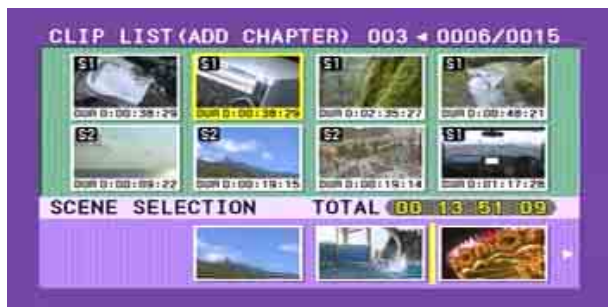 CLIP LIST(ADD CHAPTER) 003 ◂ 0006/0015
S1 S1 S1 S1
DUR 0:00:38:29 DUR 0:00:38:29 DUR 0:02:35:27 DUR 0:00:48:21
S2 S2 S2 S1
DUR 0:00:09:22 DUR 0:00:19:15 DUR 0:00:19:14 DUR 0:01:17:28
SCENE SELECTION TOTAL 00 13 51 09